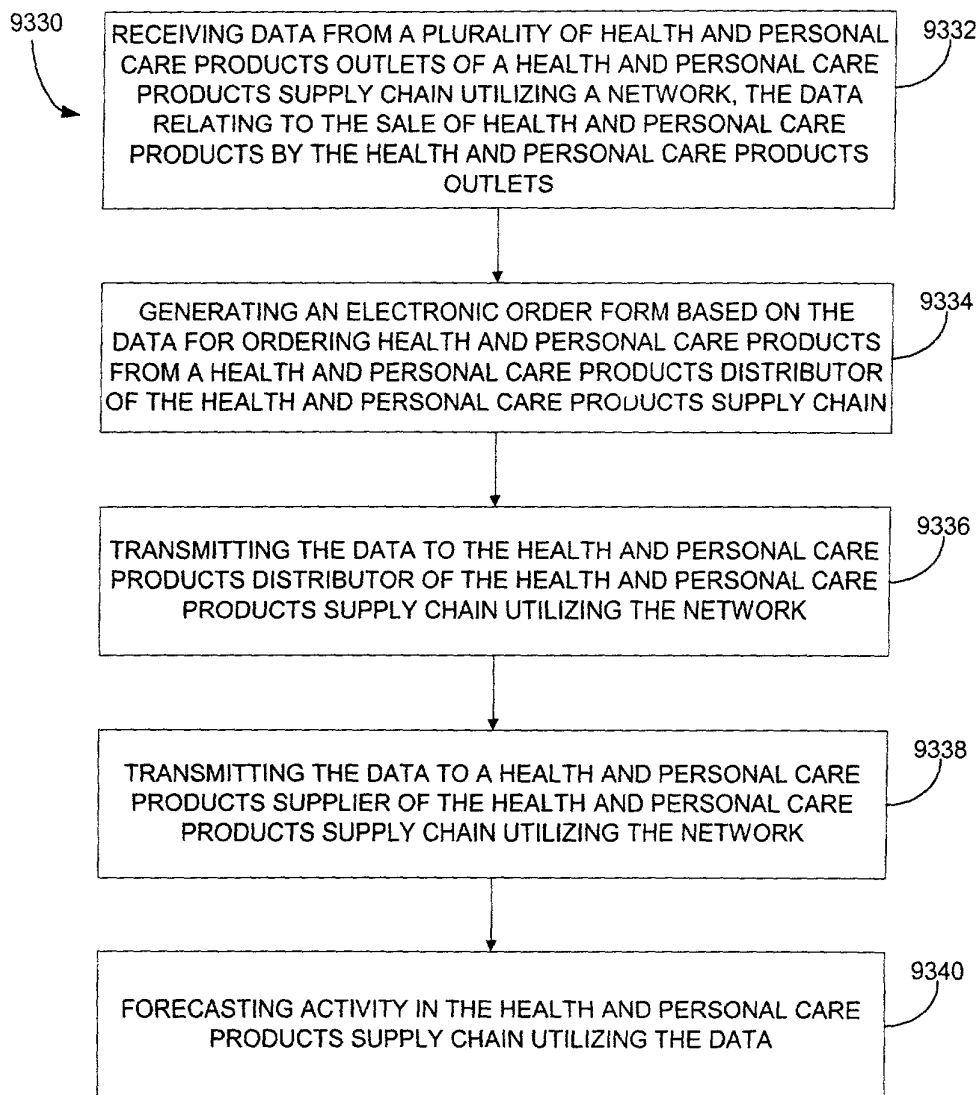 9330
RECEIVING DATA FROM A PLURALITY OF HEALTH AND PERSONAL
CARE PRODUCTS OUTLETS OF A HEALTH AND PERSONAL CARE
PRODUCTS SUPPLY CHAIN UTILIZING A NETWORK, THE DATA
RELATING TO THE SALE OF HEALTH AND PERSONAL CARE
PRODUCTS BY THE HEALTH AND PERSONAL CARE PRODUCTS
OUTLETS
9332
GENERATING AN ELECTRONIC ORDER FORM BASED ON THE
DATA FOR ORDERING HEALTH AND PERSONAL CARE PRODUCTS
FROM A HEALTH AND PERSONAL CARE PRODUCTS DISTRIBUTOR
OF THE HEALTH AND PERSONAL CARE PRODUCTS SUPPLY CHAIN
9334
TRANSMITTING THE DATA TO THE HEALTH AND PERSONAL CARE
PRODUCTS DISTRIBUTOR OF THE HEALTH AND PERSONAL CARE
PRODUCTS SUPPLY CHAIN UTILIZING THE NETWORK
9336
TRANSMITTING THE DATA TO A HEALTH AND PERSONAL CARE
PRODUCTS SUPPLIER OF THE HEALTH AND PERSONAL CARE
PRODUCTS SUPPLY CHAIN UTILIZING THE NETWORK
9338
FORECASTING ACTIVITY IN THE HEALTH AND PERSONAL CARE
PRODUCTS SUPPLY CHAIN UTILIZING THE DATA
9340